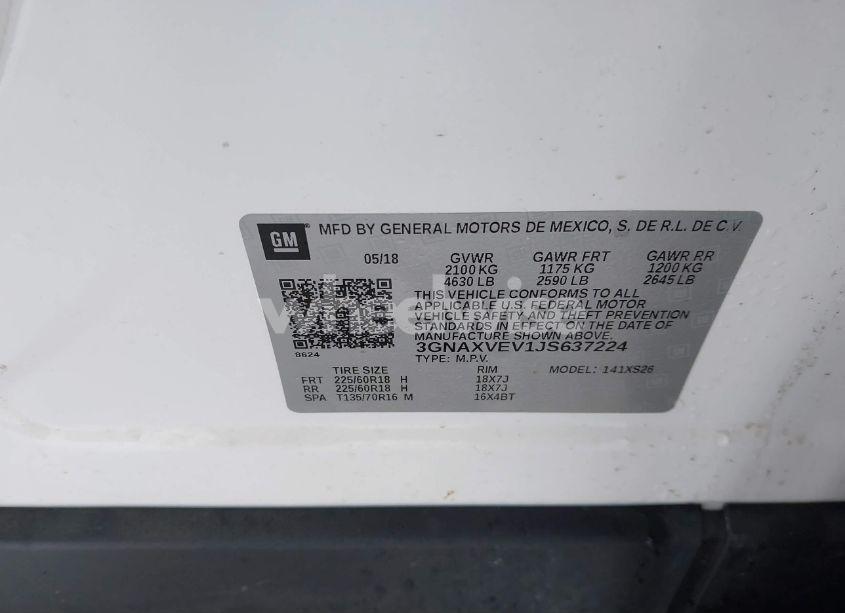 GM
MFD BY GENERAL MOTORS DE MEXICO, S. DE R.L. DE C.V.
05/18 GVWR GAWR FRT GAWR RR
2100 KG 1175 KG 1200 KG
4630 LB 2590 LB 2645 LB
THIS VEHICLE CONFORMS TO ALL
APPLICABLE U.S. FEDERAL MOTOR
VEHICLE SAFETY AND THEFT PREVENTION
STANDARDS IN EFFECT ON THE DATE OF
MANUFACTURE SHOWN ABOVE.
8624
3GNAXVEV1JS637224
TYPE: M.P.V.
TIRE SIZE RIM MODEL: 141XS26
FRT 225/60R18 H 18X7J
RR 225/60R18 H 18X7J
SPA T135/70R16 M 16X4BT